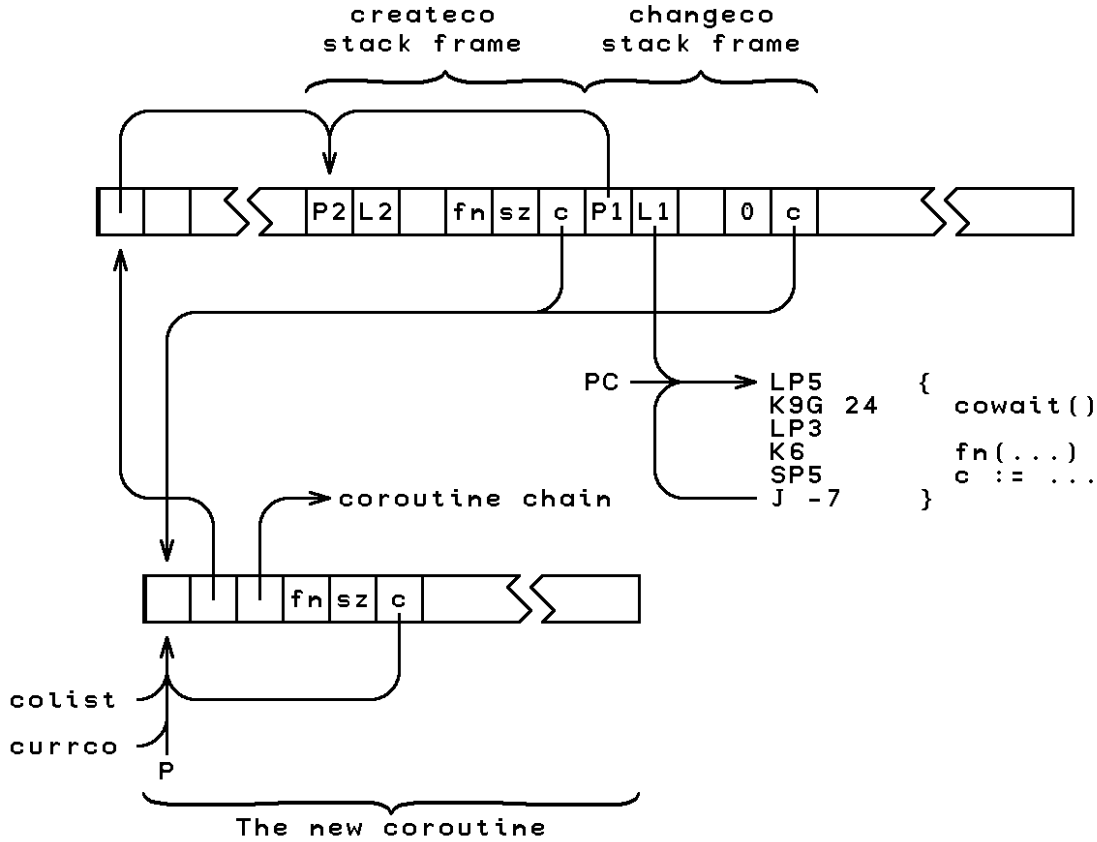 createco changeco
stack frame stack frame
P2 L2 fn sz c P1 L1 0 c
PC LP5 {
K9G 24 cowait()
LP3
K6 fn(...)
SP5 c := ...
coroutine chain J -7 }
fn sz c
colist
currco
P
The new coroutine